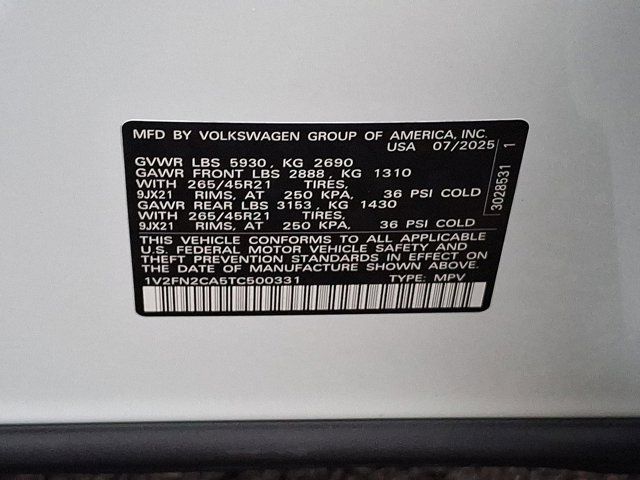 MFD BY VOLKSWAGEN GROUP OF AMERICA, INC.
USA 07/2025
GVWR LBS 5930, KG 2690
GAWR FRONT LBS 2888, KG 1310
WITH 265/45R21 TIRES,
9JX21 RIMS, AT 250 KPA, 36 PSI COLD
GAWR REAR LBS 3153, KG 1430
WITH 265/45R21 TIRES,
9JX21 RIMS, AT 250 KPA, 36 PSI COLD
THIS VEHICLE CONFORMS TO ALL APPLICABLE
U.S. FEDERAL MOTOR VEHICLE SAFETY AND
THEFT PREVENTION STANDARDS IN EFFECT ON
THE DATE OF MANUFACTURE SHOWN ABOVE.
1V2FN2CA5TC500331 TYPE: MPV
3028531 1